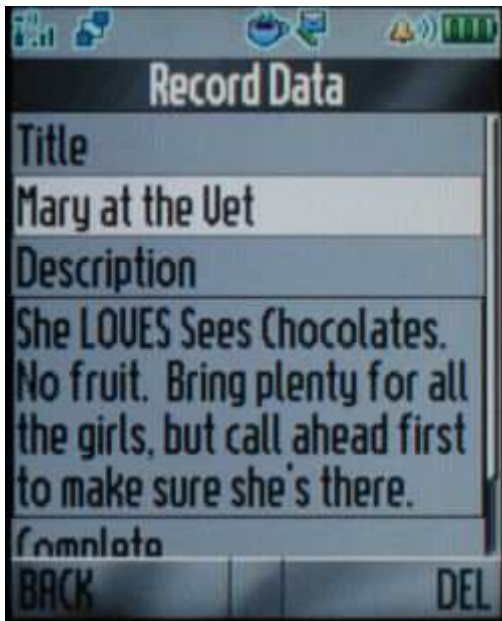 Record Data
Title
Mary at the Vet
Description
She LOVES Sees Chocolates.
No fruit. Bring plenty for all
the girls, but call ahead first
to make sure she's there.
Complete
BACK DEL